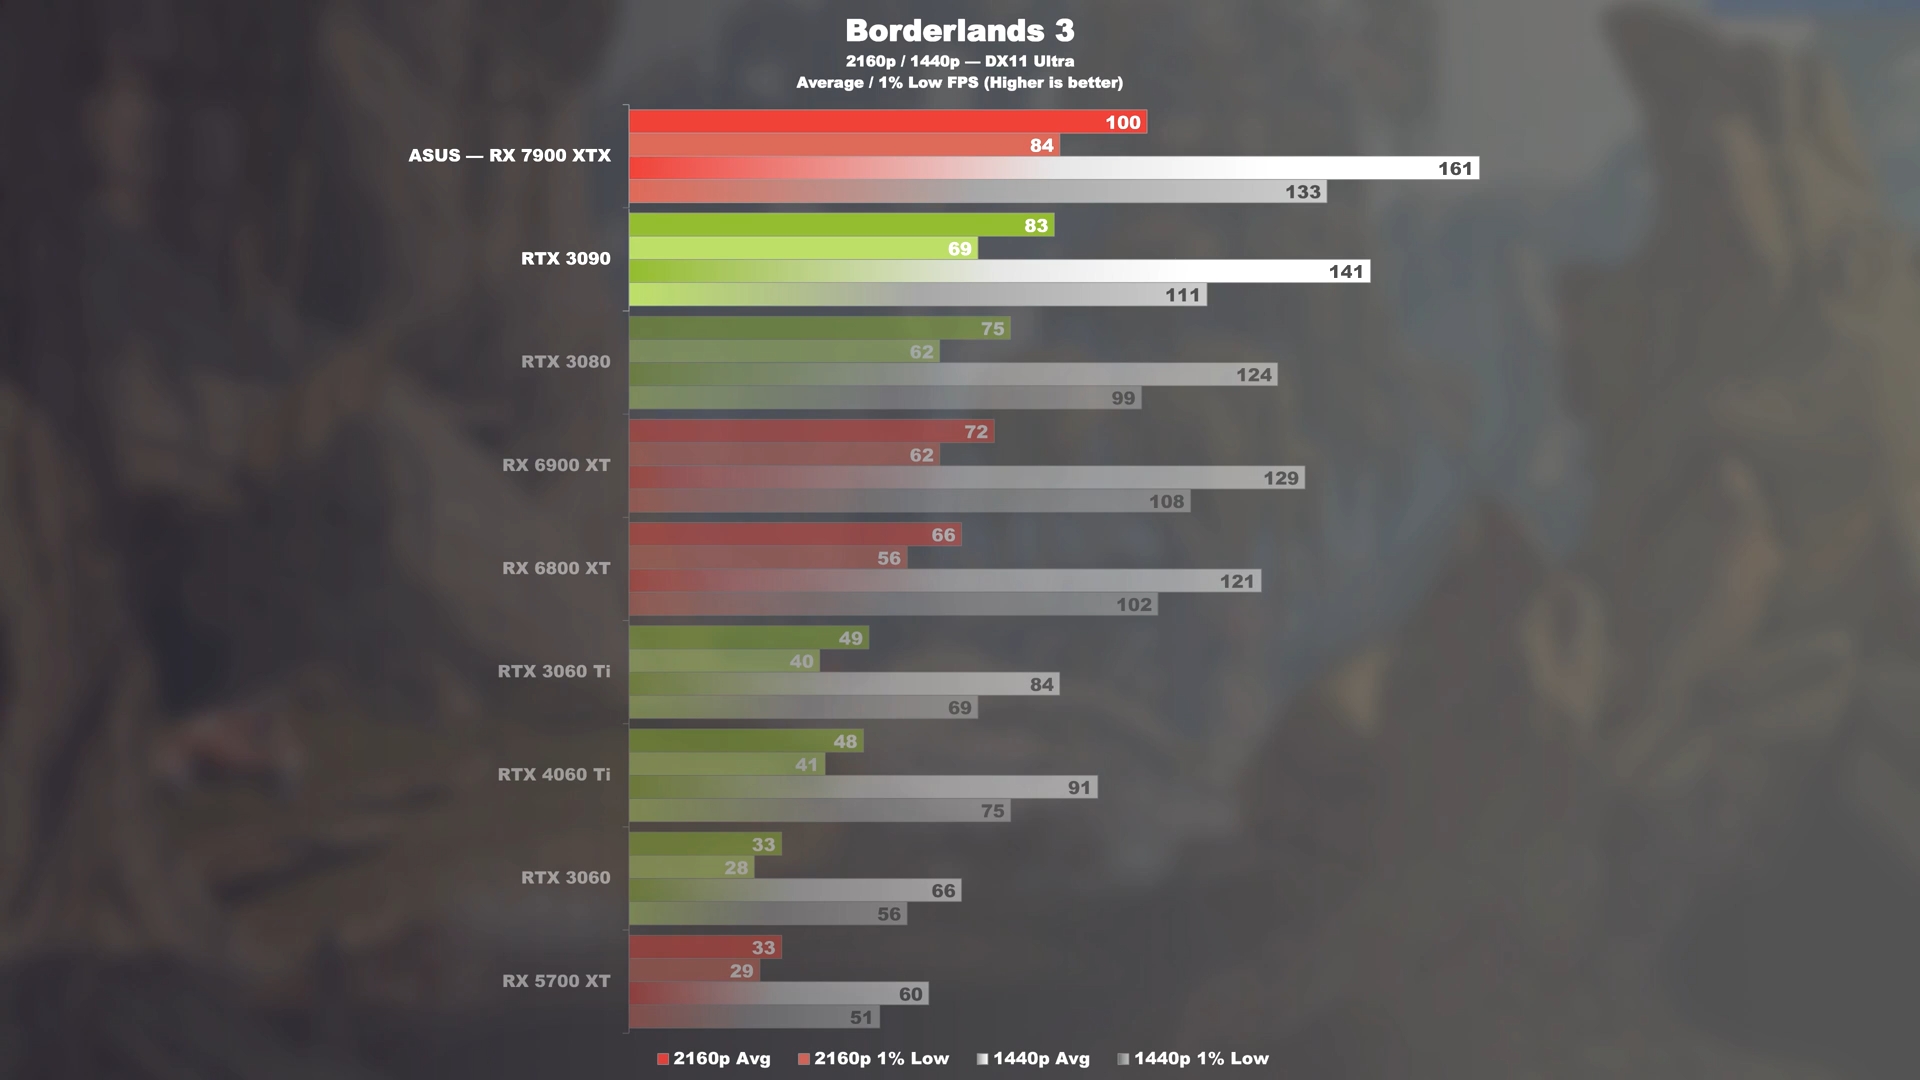 Borderlands 3
2160p / 1440p — DX11 Ultra
Average / 1% Low FPS (Higher is better)
ASUS — RX 7900 XTX
100
84
161
133
RTX 3090
83
69
141
111
RTX 3080
75
62
124
99
RX 6900 XT
72
62
129
108
RX 6800 XT
66
56
121
102
RTX 3060 Ti
49
40
84
69
RTX 4060 Ti
48
41
91
75
RTX 3060
33
28
66
56
RX 5700 XT
33
29
60
51
2160p Avg 2160p 1% Low 1440p Avg 1440p 1% Low